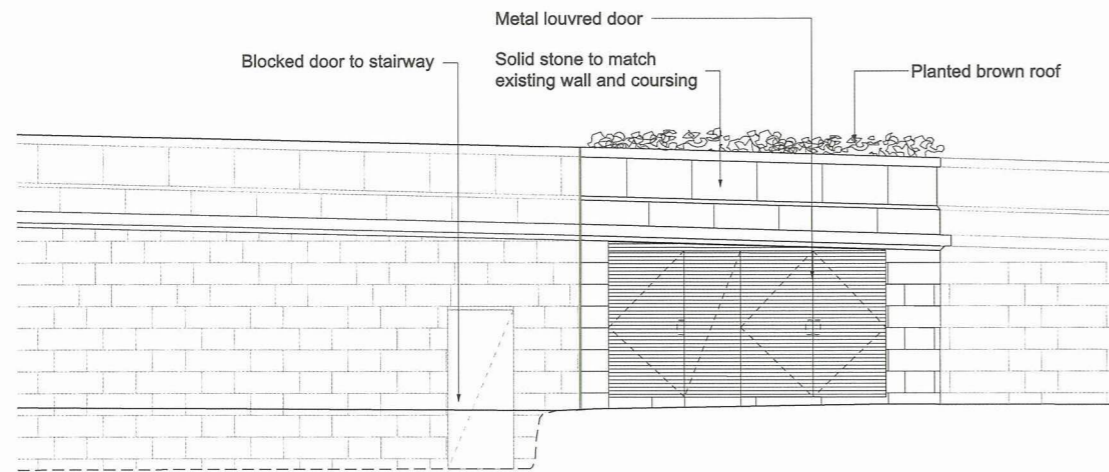 Metal louvred door
Blocked door to stairway
Solid stone to match
existing wall and coursing
Planted brown roof